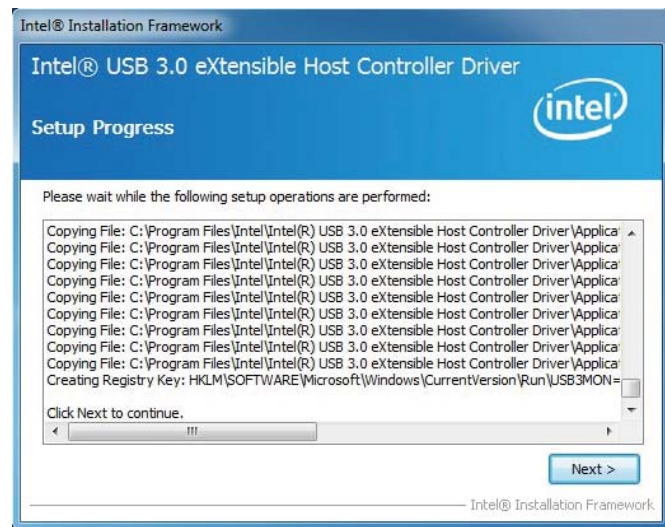 Intel® Installation Framework
Intel® USB 3.0 eXtensible Host Controller Driver
intel
Setup Progress
Please wait while the following setup operations are performed:
Copying File: C:\Program Files\Intel\Intel(R) USB 3.0 eXtensible Host Controller Driver\Applica
Copying File: C:\Program Files\Intel\Intel(R) USB 3.0 eXtensible Host Controller Driver\Applica
Copying File: C:\Program Files\Intel\Intel(R) USB 3.0 eXtensible Host Controller Driver\Applica
Copying File: C:\Program Files\Intel\Intel(R) USB 3.0 eXtensible Host Controller Driver\Applica
Copying File: C:\Program Files\Intel\Intel(R) USB 3.0 eXtensible Host Controller Driver\Applica
Copying File: C:\Program Files\Intel\Intel(R) USB 3.0 eXtensible Host Controller Driver\Applica
Copying File: C:\Program Files\Intel\Intel(R) USB 3.0 eXtensible Host Controller Driver\Applica
Copying File: C:\Program Files\Intel\Intel(R) USB 3.0 eXtensible Host Controller Driver\Applica
Copying File: C:\Program Files\Intel\Intel(R) USB 3.0 eXtensible Host Controller Driver\Applica
Creating Registry Key: HKLM\SOFTWARE\Microsoft\Windows\CurrentVersion\Run\USB3MON=
Click Next to continue.
Next >
Intel® Installation Framework